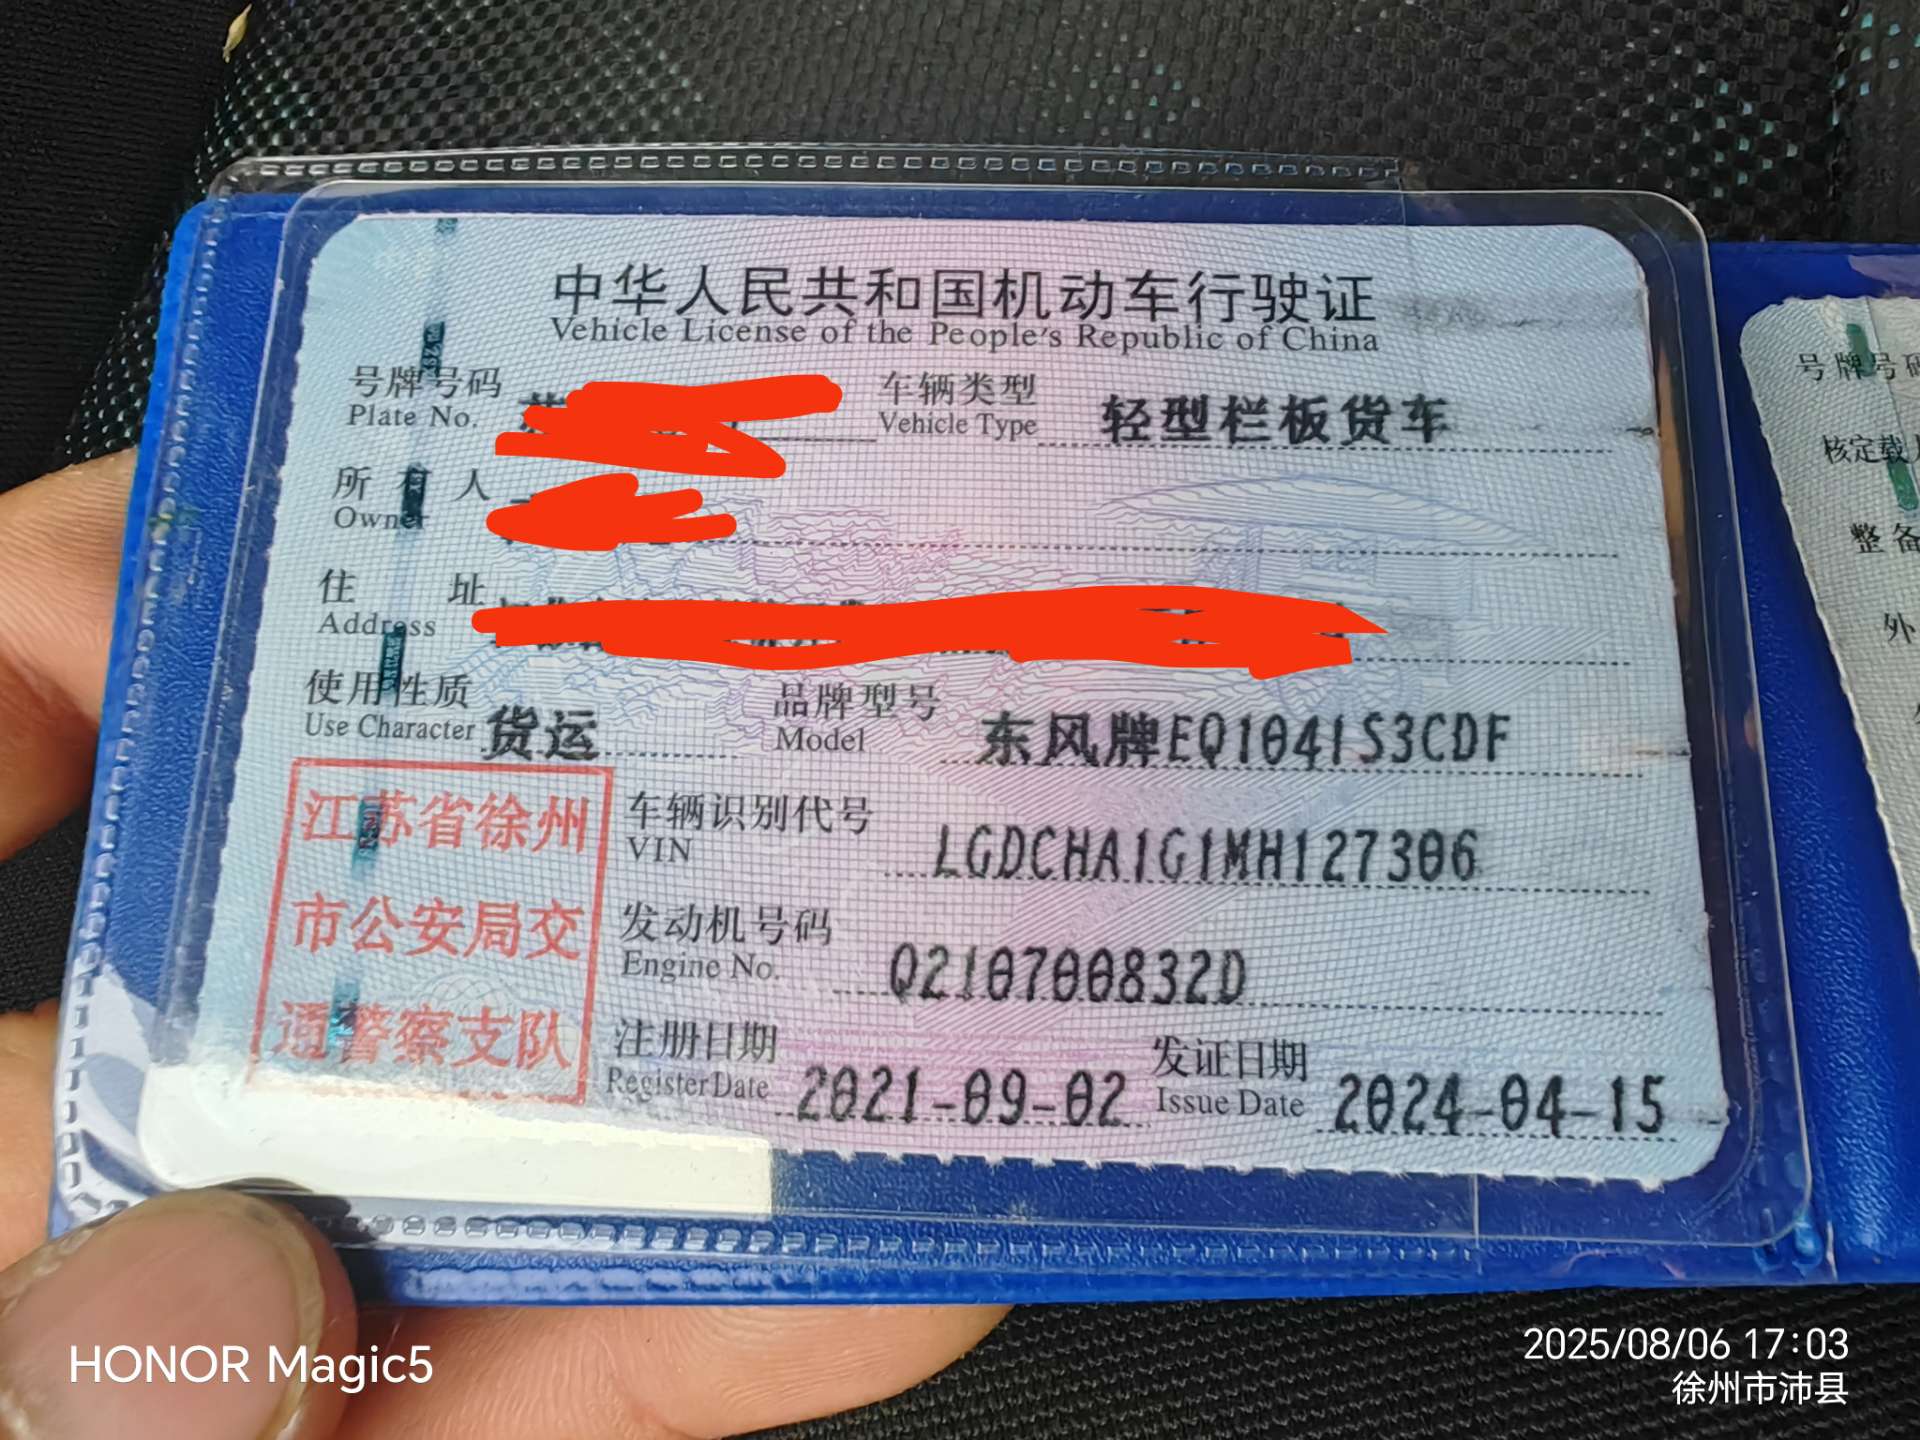 中华人民共和国机动车行驶证
Vehicle License of the People's Republic of China
号牌号码
Plate No.
车辆类型
Vehicle Type
轻型栏板货车
所有人
Owner
住址
Address
使用性质
Use Character
货运
品牌型号
Model
东风牌EQ1041S3CDF
江苏省徐州
市公安局交
通警察支队
车辆识别代号
VIN
LGDCHA1G1MH127306
发动机号码
Engine No.
Q210700832D
注册日期
Register Date
2021-09-02
发证日期
Issue Date
2024-04-15
号牌号码
核定载
整备
外
HONOR Magic5
2025/08/06 17:03
徐州市沛县